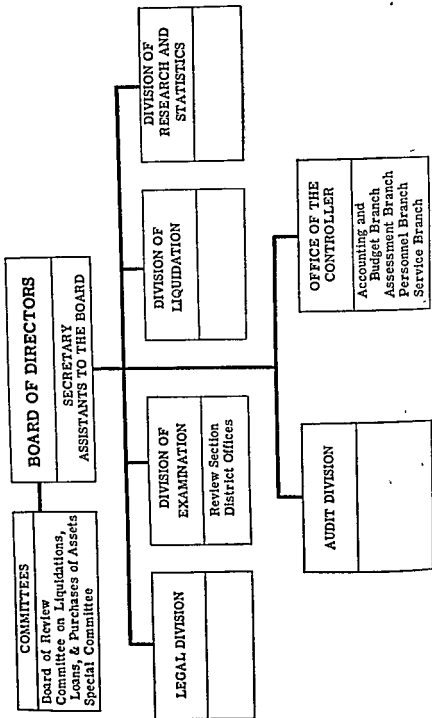 COMMITTEES
Board of Review
Committee on Liquidations,
Loans, & Purchases of Assets
Special Committee
BOARD OF DIRECTORS
SECRETARY
ASSISTANTS TO THE BOARD
LEGAL DIVISION
DIVISION OF
EXAMINATION
Review Section
District Offices
DIVISION OF
LIQUIDATION
DIVISION OF
RESEARCH AND
STATISTICS
AUDIT DIVISION
OFFICE OF THE
CONTROLLER
Accounting and
Budget Branch
Assessment Branch
Personnel Branch
Service Branch